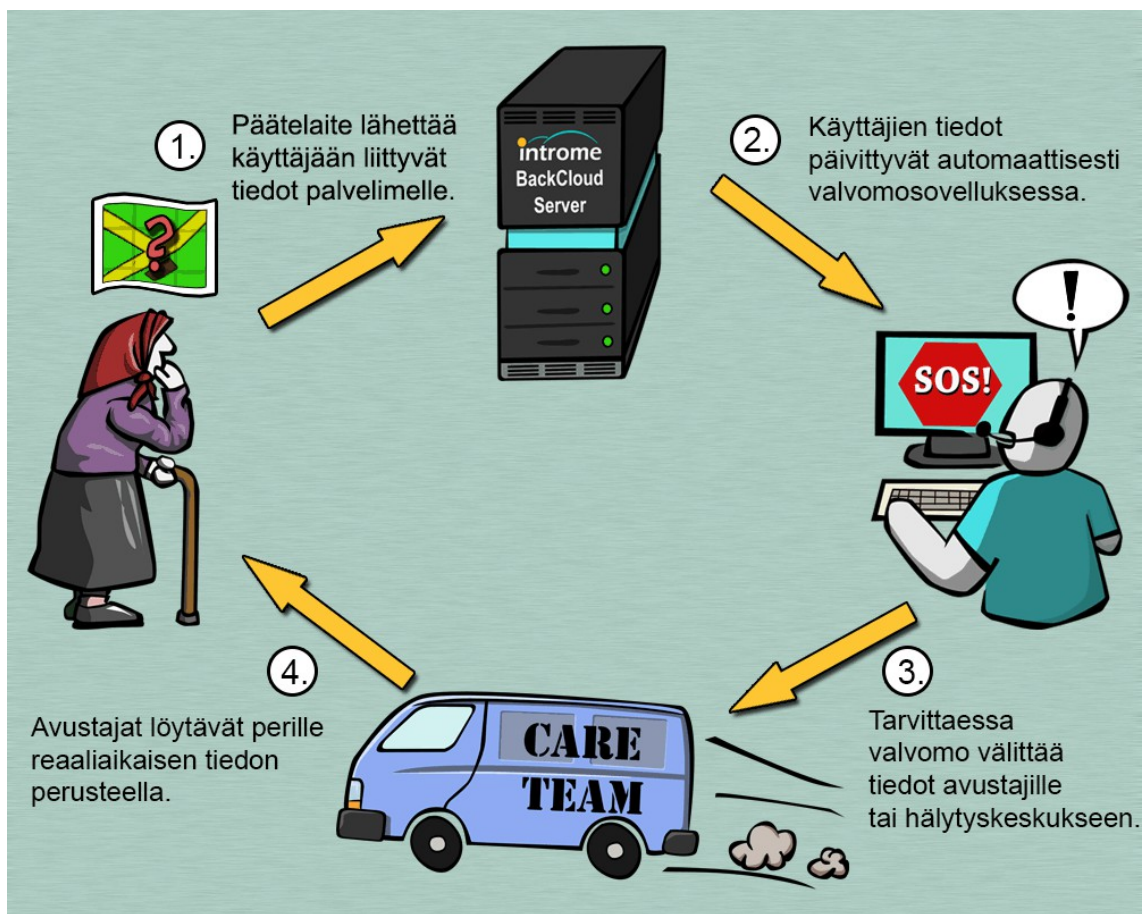 1.
Päätelaite lähettää
käyttäjään liittyvät
tiedot palvelimelle.
?
introme
BackCloud
Server
2.
Käyttäjien tiedot
päivittyvät automaattisesti
valvomosovelluksessa.
!
SOS!
3.
Tarvittaessa
valvomo välittää
tiedot avustajille
tai hälytyskeskukseen.
CARE
TEAM
4.
Avustajat löytävät perille
reaaliaikaisen tiedon
perusteella.